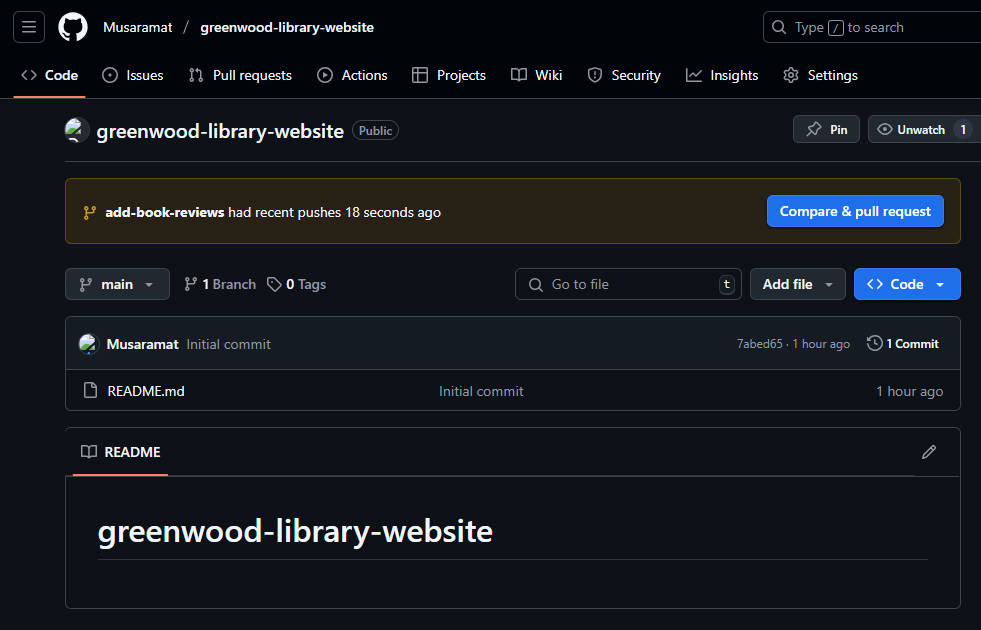 Musaramat / greenwood-library-website
Type / to search
Code Issues Pull requests Actions Projects Wiki Security Insights Settings
greenwood-library-website Public
Pin Unwatch 1
add-book-reviews had recent pushes 18 seconds ago
Compare & pull request
main 1 Branch 0 Tags Go to file t Add file Code
Musaramat Initial commit 7abed65 · 1 hour ago 1 Commit
README.md Initial commit 1 hour ago
README
greenwood-library-website